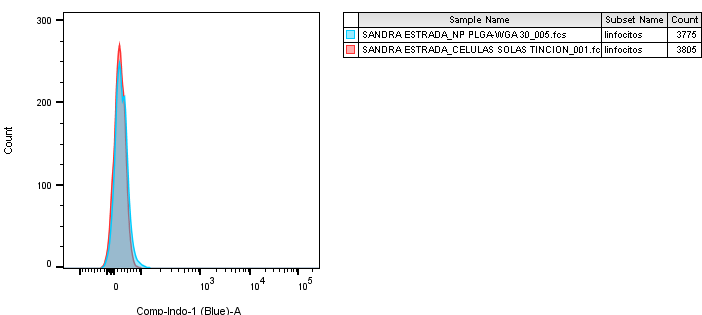 300
200
100
0
Count
0 10³ 10⁴ 10⁵
Comp-Indo-1 (Blue)-A
Sample Name Subset Name Count
SANDRA ESTRADA_NP PLGA-WGA 30_005.fcs linfocitos 3775
SANDRA ESTRADA_CELULAS SOLAS TINCION_001.fc linfocitos 3805